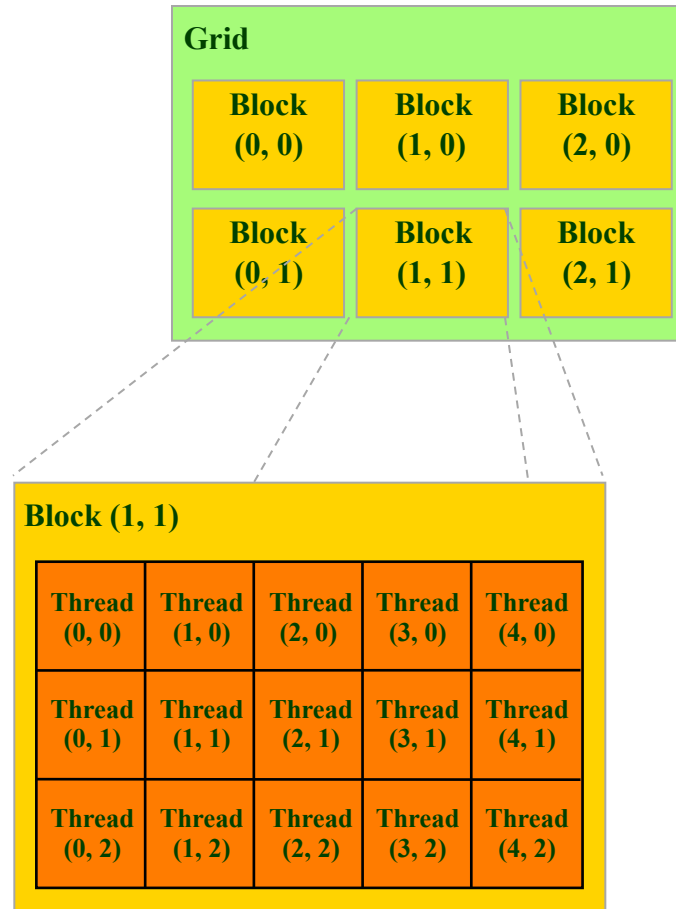 Grid
Block Block Block
(0, 0) (1, 0) (2, 0)
Block Block Block
(0, 1) (1, 1) (2, 1)
Block (1, 1)
Thread Thread Thread Thread Thread
(0, 0) (1, 0) (2, 0) (3, 0) (4, 0)
Thread Thread Thread Thread Thread
(0, 1) (1, 1) (2, 1) (3, 1) (4, 1)
Thread Thread Thread Thread Thread
(0, 2) (1, 2) (2, 2) (3, 2) (4, 2)